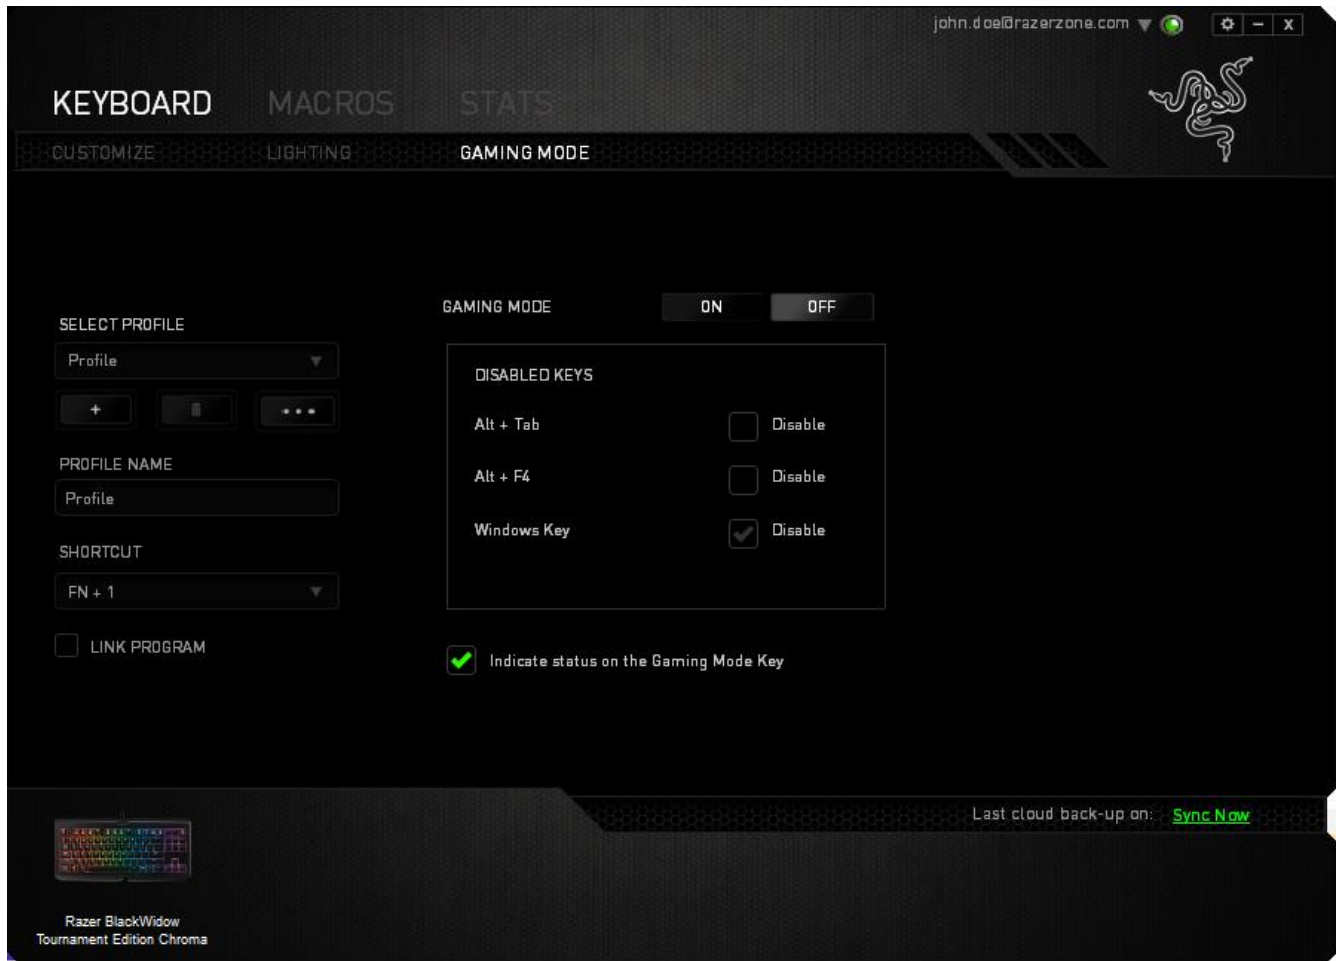 john.doe@razerzone.com
KEYBOARD MACROS STATS
CUSTOMIZE LIGHTING GAMING MODE
SELECT PROFILE
Profile
+
PROFILE NAME
Profile
SHORTCUT
FN + 1
LINK PROGRAM
GAMING MODE ON OFF
DISABLED KEYS
Alt + Tab Disable
Alt + F4 Disable
Windows Key Disable
Indicate status on the Gaming Mode Key
Last cloud back-up on: Sync Now
Razer BlackWidow
Tournament Edition Chroma